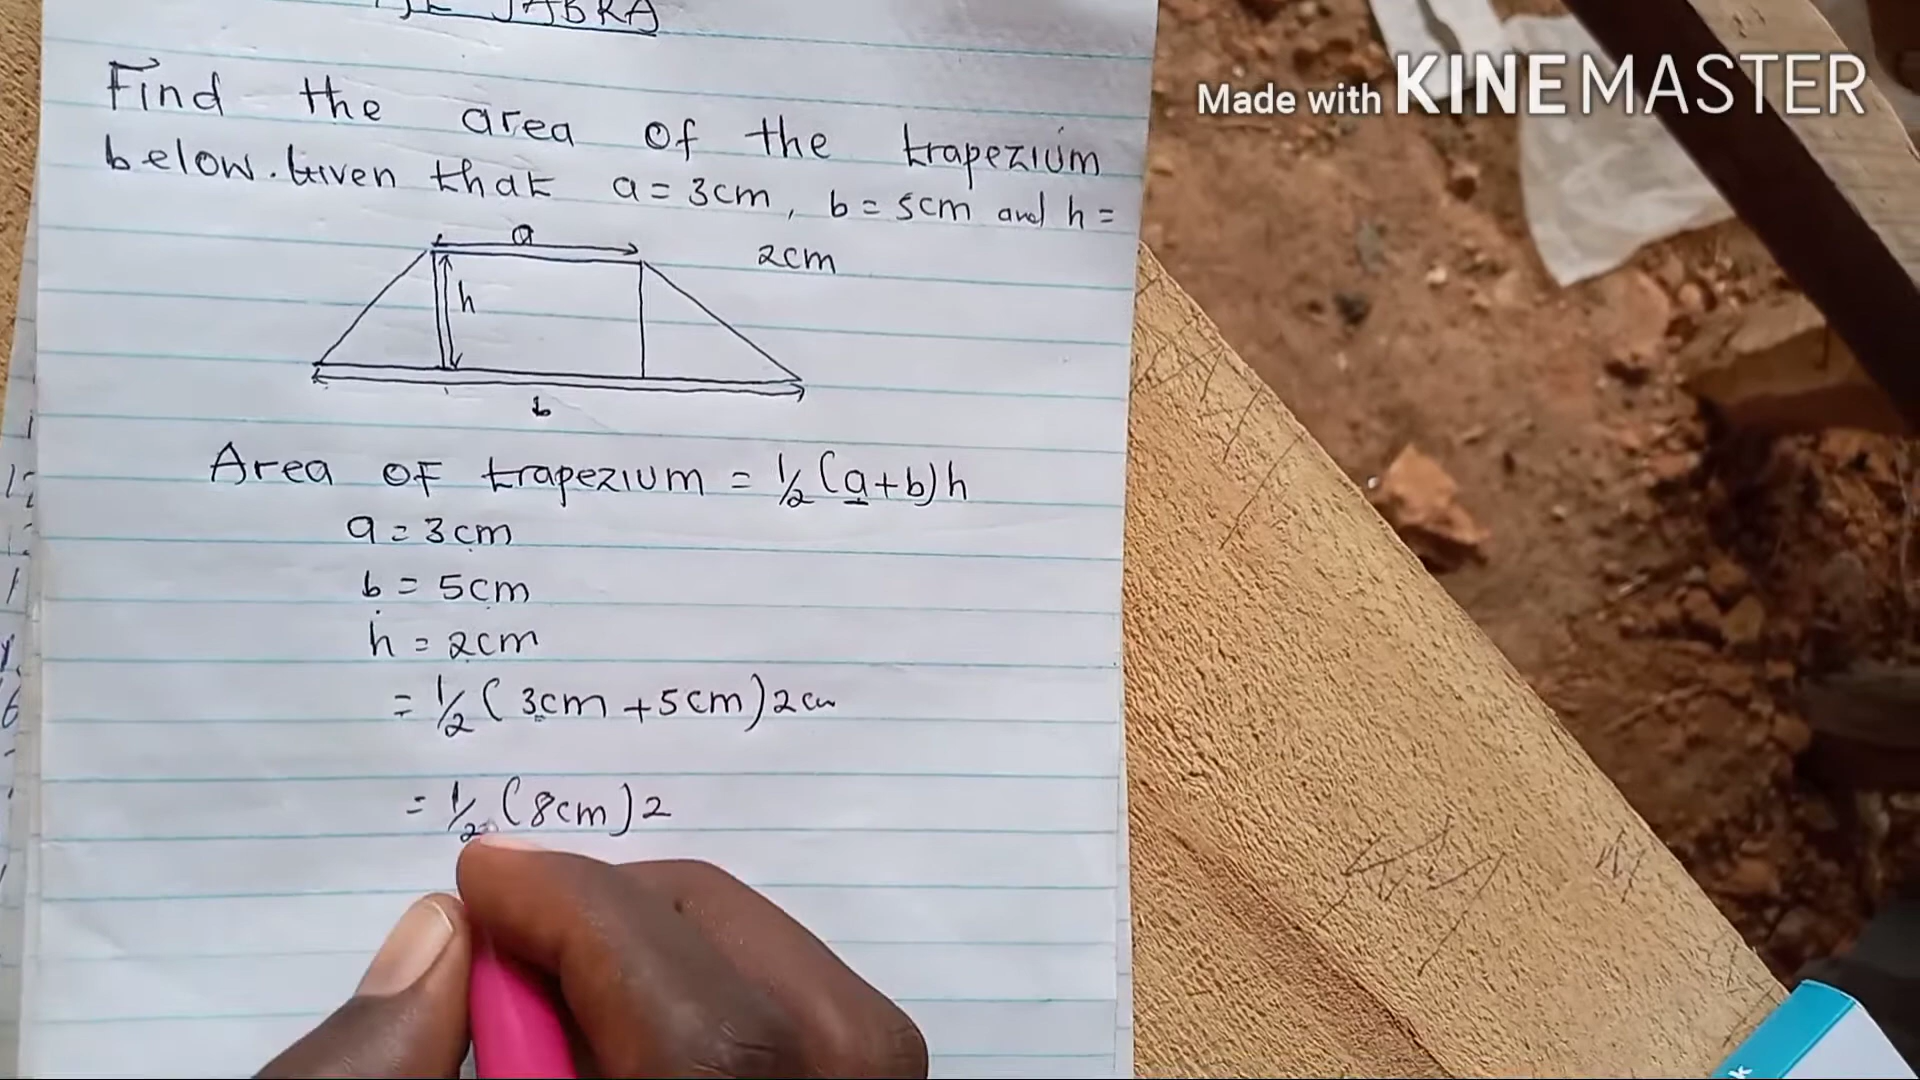 JABRA
Made with KINEMASTER
Find the area of the trapezium
below. Given that a = 3cm, b = 5cm and h =
2cm
a
h
b
Area OF trapezium = 1/2 (a+b)h
a = 3cm
b = 5cm
h = 2cm
= 1/2 (3cm + 5cm) 2cm
= 1/2 (8cm) 2